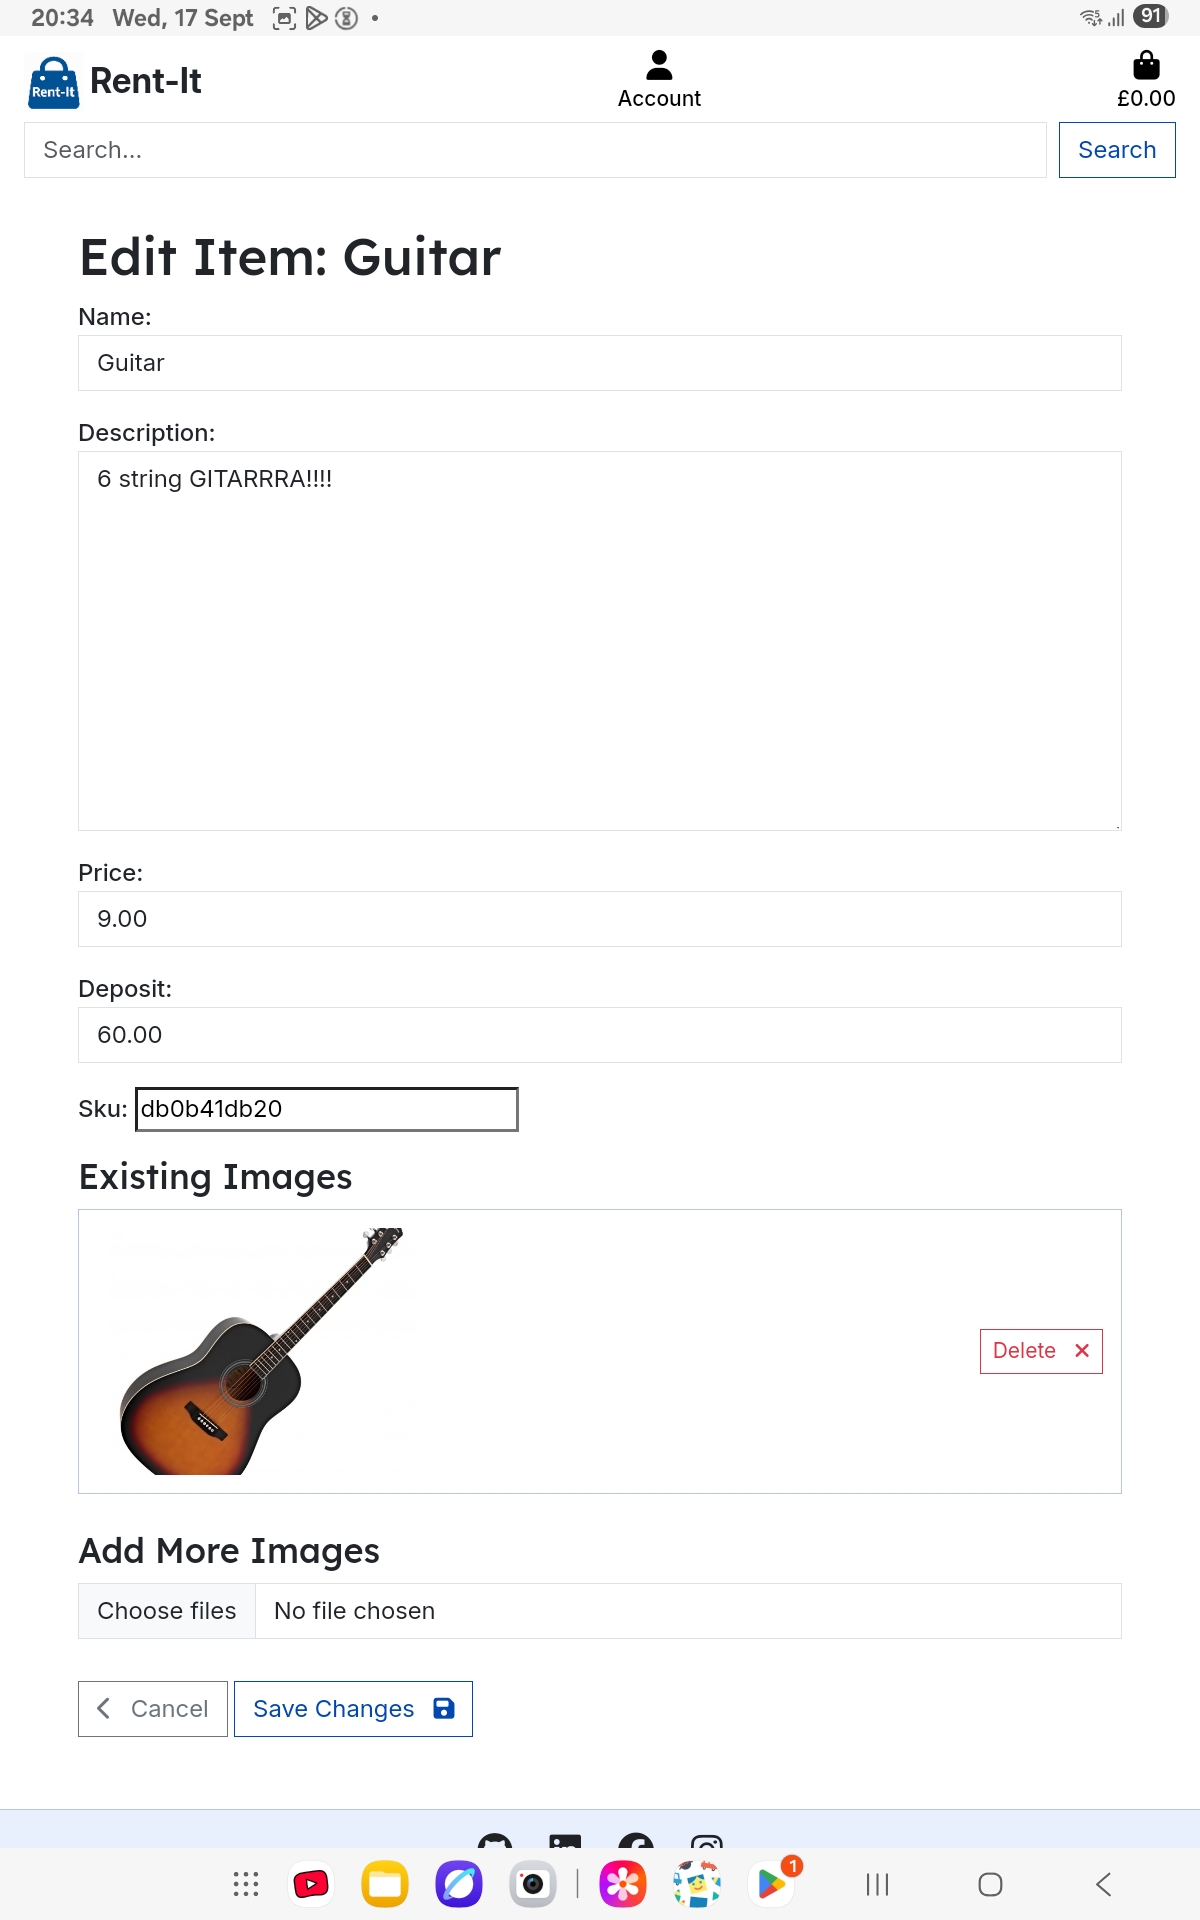 20:34 Wed, 17 Sept
91
Rent-It
Rent-It
Account
£0.00
Search...
Search
Edit Item: Guitar
Name:
Guitar
Description:
6 string GITARRRA!!!!
Price:
9.00
Deposit:
60.00
Sku: db0b41db20
Existing Images
Delete
Add More Images
Choose files No file chosen
Cancel
Save Changes
1